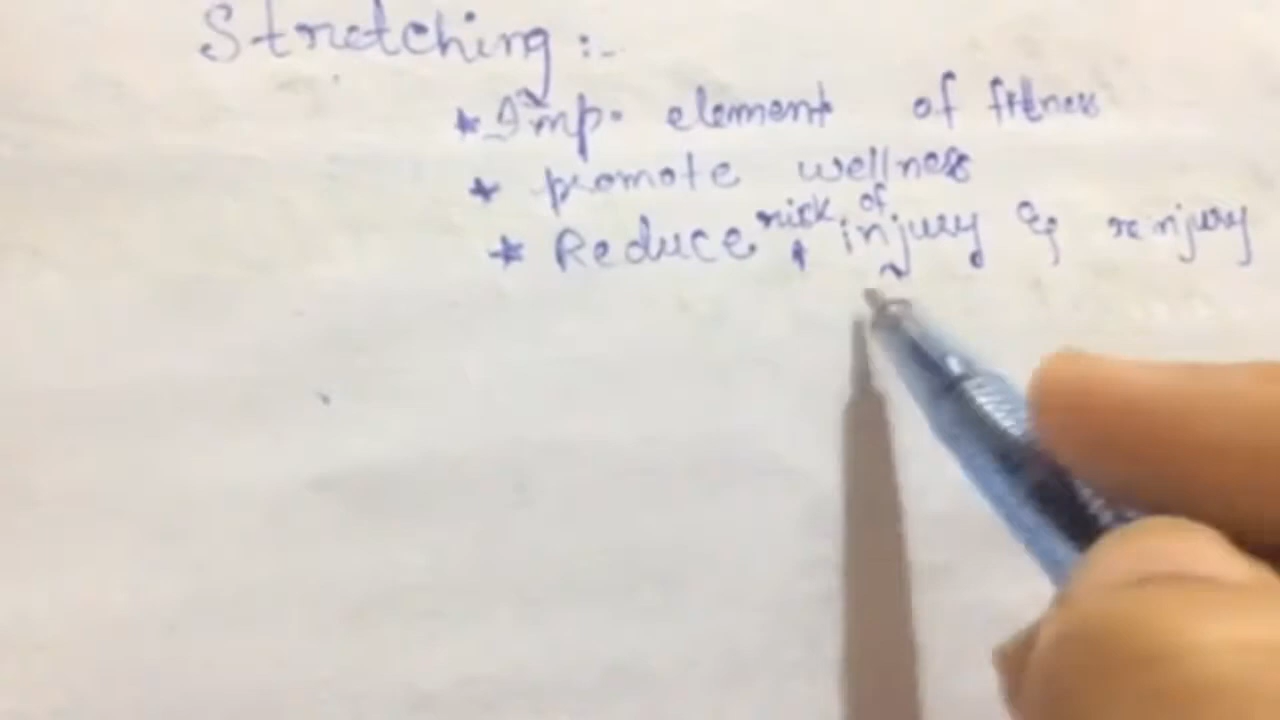 Stretching :-
* Imp. element of fitness
* promote wellness
* Reduce risk of injury & reinjury